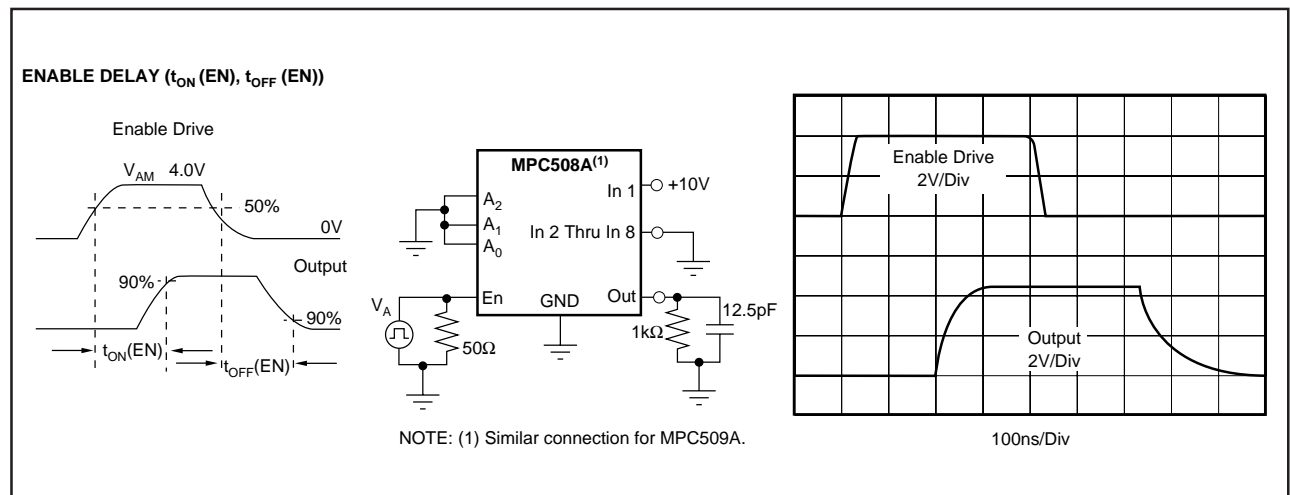 ENABLE DELAY (tON (EN), tOFF (EN))
Enable Drive
VAM 4.0V
50%
0V
Output
90%
90%
tON(EN)
tOFF(EN)
MPC508A(1)
In 1
+10V
A2
A1
A0
In 2 Thru In 8
En
GND
Out
VA
50Ω
1kΩ
12.5pF
NOTE: (1) Similar connection for MPC509A.
Enable Drive
2V/Div
Output
2V/Div
100ns/Div